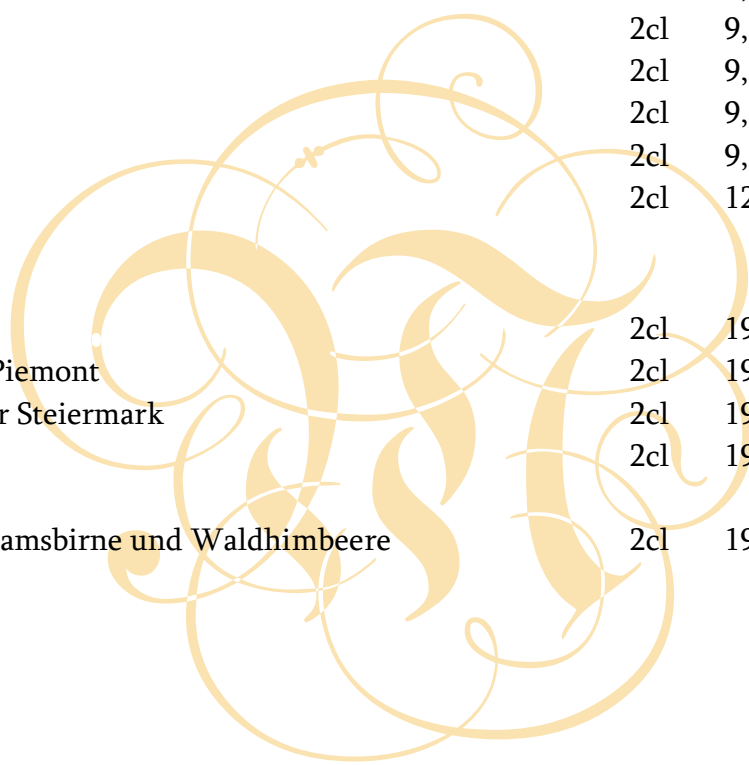 2cl 9,
2cl 9,
2cl 9,
2cl 9,
2cl 12
2cl 19
Piemont 2cl 19
r Steiermark 2cl 19
2cl 19
amsbirne und Waldhimbeere 2cl 19